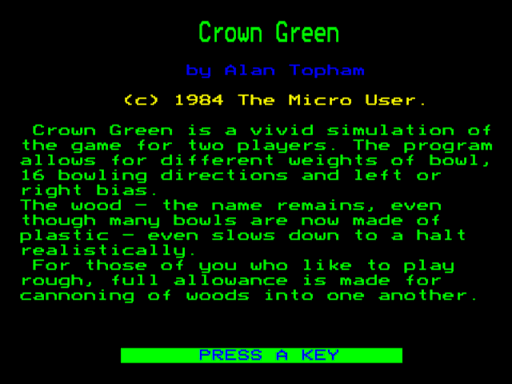 Crown Green
by Alan Topham
(c) 1984 The Micro User.
Crown Green is a vivid simulation of
the game for two players. The program
allows for different weights of bowl,
16 bowling directions and left or
right bias.
The wood – the name remains, even
though many bowls are now made of
plastic – even slows down to a halt
realistically.
For those of you who like to play
rough, full allowance is made for
cannoning of woods into one another.
PRESS A KEY